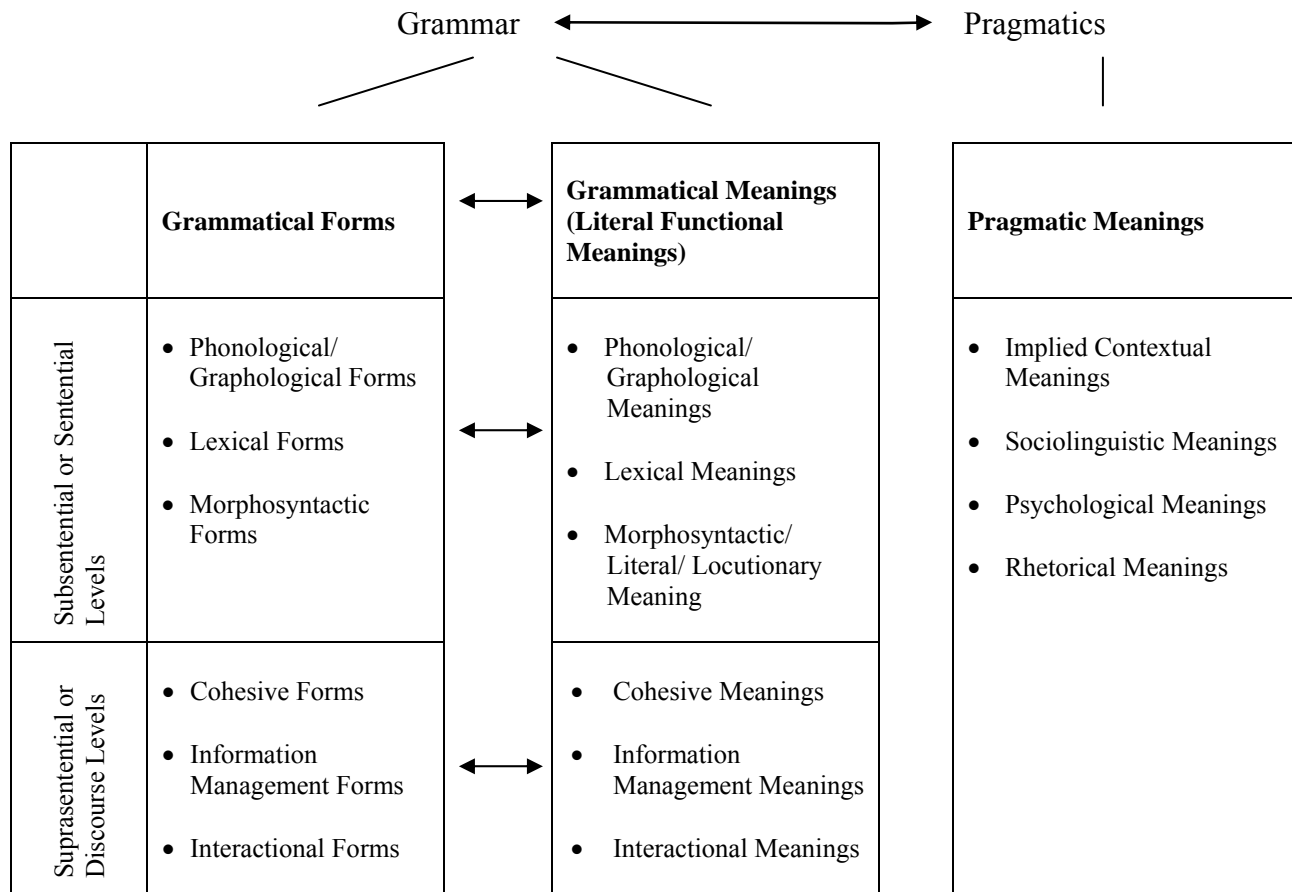 Grammar
Pragmatics
Grammatical Forms
Grammatical Meanings
(Literal Functional
Meanings)
Pragmatic Meanings
Subsentential or Sentential
Levels
• Phonological/
Graphological Forms
• Lexical Forms
• Morphosyntactic
Forms
• Phonological/
Graphological
Meanings
• Lexical Meanings
• Morphosyntactic/
Literal/ Locutionary
Meaning
• Implied Contextual
Meanings
• Sociolinguistic Meanings
• Psychological Meanings
• Rhetorical Meanings
Suprasentential or
Discourse Levels
• Cohesive Forms
• Information
Management Forms
• Interactional Forms
• Cohesive Meanings
• Information
Management Meanings
• Interactional Meanings